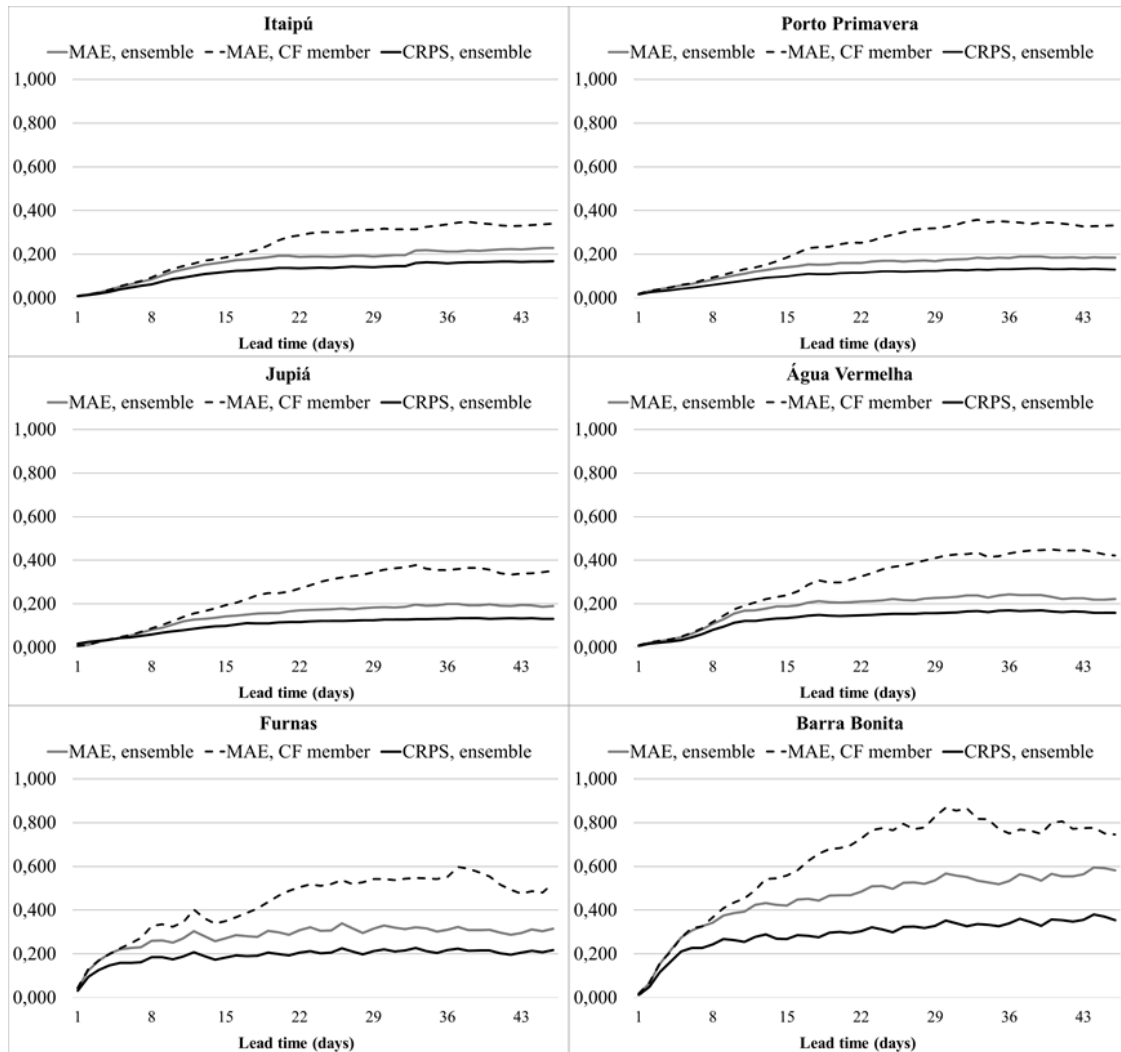 Itaipú
MAE, ensemble MAE, CF member CRPS, ensemble
1,000
0,800
0,600
0,400
0,200
0,000
1 8 15 22 29 36 43
Lead time (days)
Porto Primavera
MAE, ensemble MAE, CF member CRPS, ensemble
1,000
0,800
0,600
0,400
0,200
0,000
1 8 15 22 29 36 43
Lead time (days)
Jupiá
MAE, ensemble MAE, CF member CRPS, ensemble
1,000
0,800
0,600
0,400
0,200
0,000
1 8 15 22 29 36 43
Lead time (days)
Água Vermelha
MAE, ensemble MAE, CF member CRPS, ensemble
1,000
0,800
0,600
0,400
0,200
0,000
1 8 15 22 29 36 43
Lead time (days)
Furnas
MAE, ensemble MAE, CF member CRPS, ensemble
1,000
0,800
0,600
0,400
0,200
0,000
1 8 15 22 29 36 43
Lead time (days)
Barra Bonita
MAE, ensemble MAE, CF member CRPS, ensemble
1,000
0,800
0,600
0,400
0,200
0,000
1 8 15 22 29 36 43
Lead time (days)